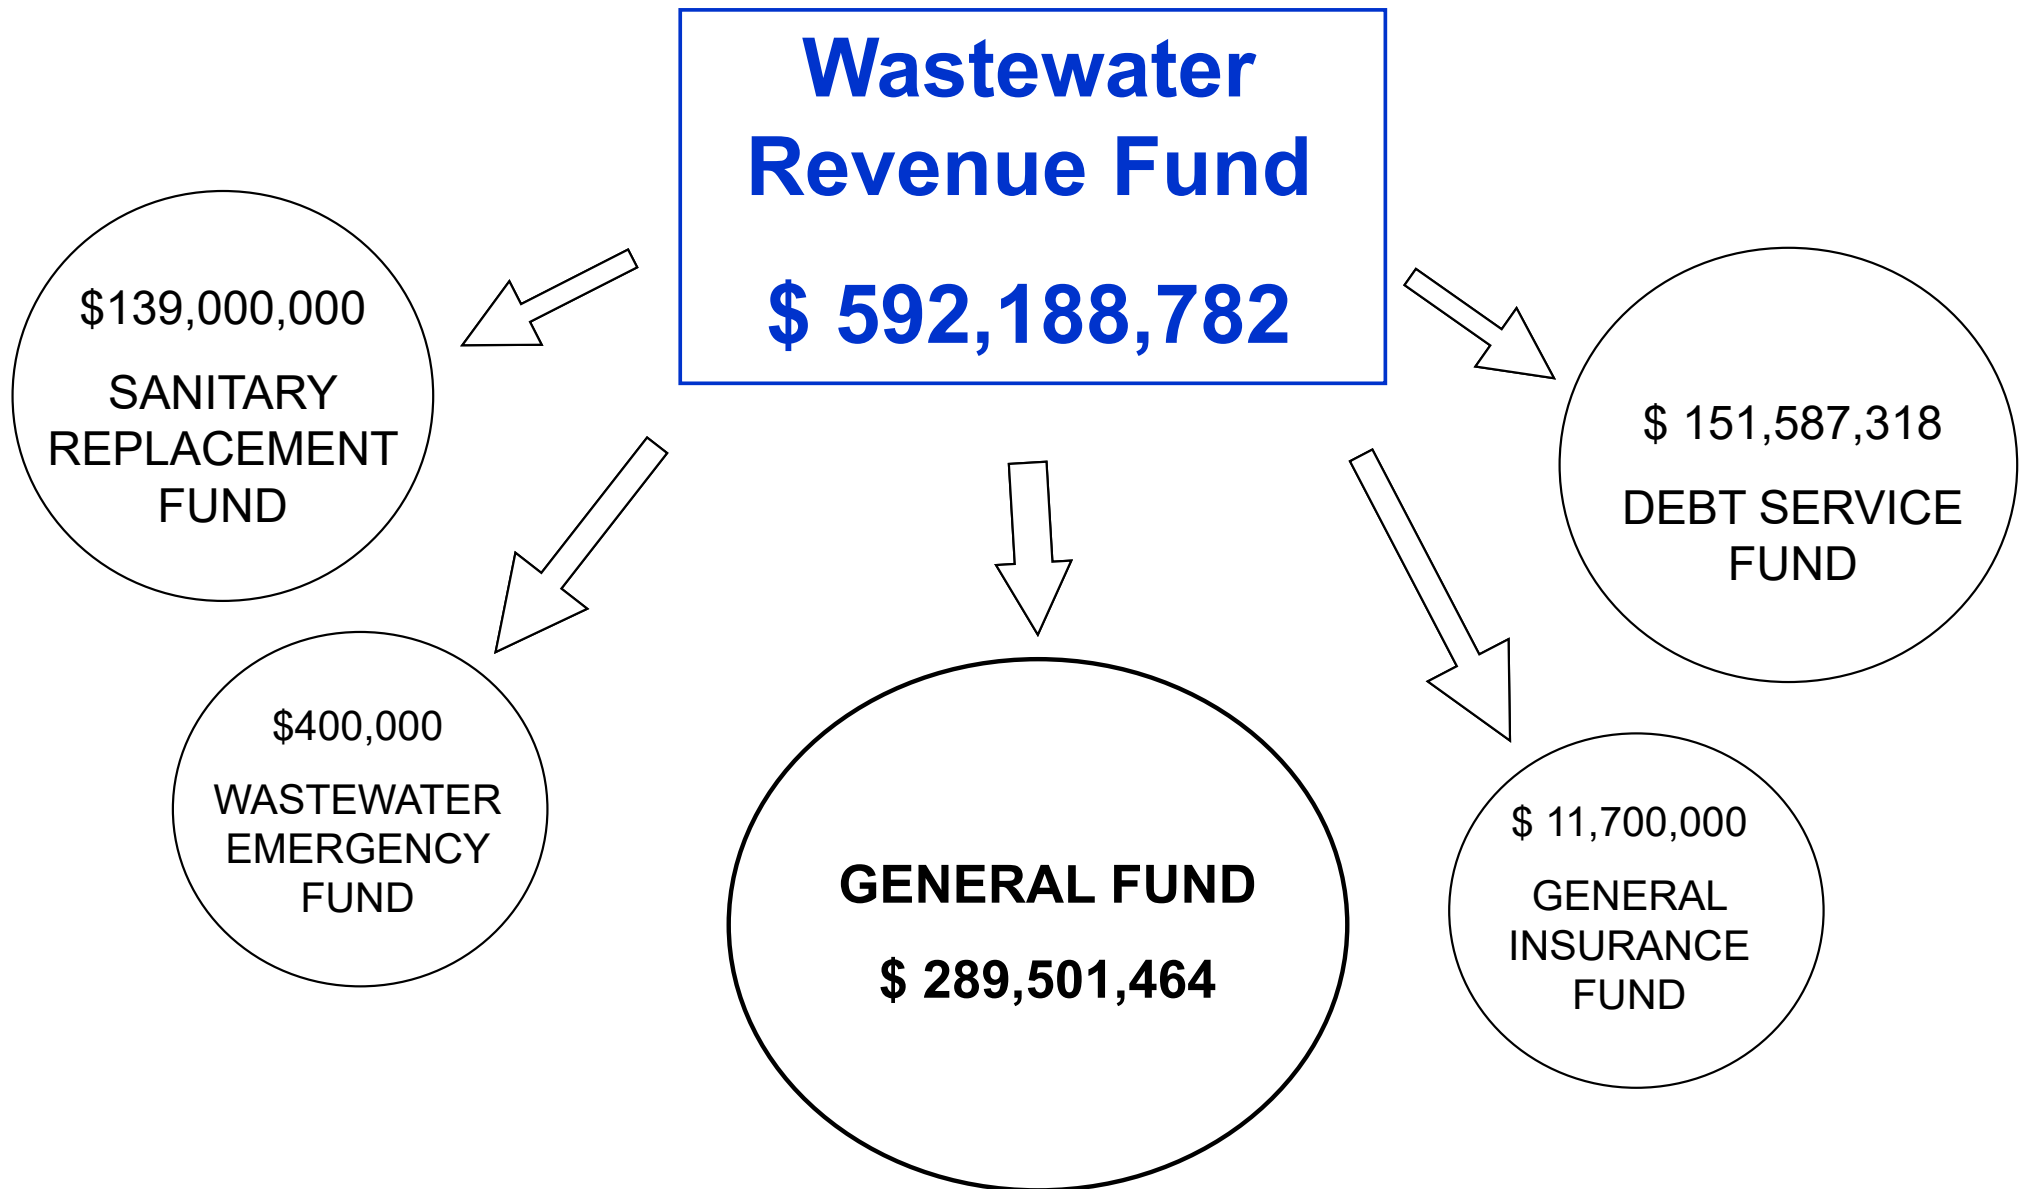 Wastewater
Revenue Fund
$ 592,188,782
$139,000,000
SANITARY
REPLACEMENT
FUND
$ 151,587,318
DEBT SERVICE
FUND
$400,000
WASTEWATER
EMERGENCY
FUND
GENERAL FUND
$ 289,501,464
$ 11,700,000
GENERAL
INSURANCE
FUND